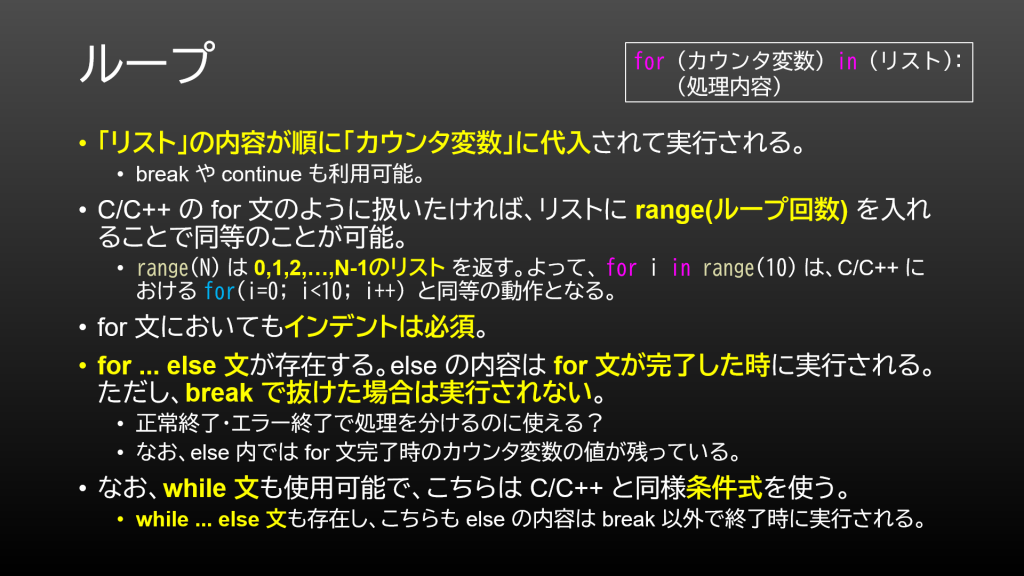 ループ
for (カウンタ変数) in (リスト):
(処理内容)
• 「リスト」の内容が順に「カウンタ変数」に代入されて実行される。
• break や continue も利用可能。
• C/C++ の for 文のように扱いたければ、リストに range(ループ回数) を入れ
ることで同等のことが可能。
• range(N) は 0,1,2,…,N-1のリスト を返す。よって、 for i in range(10) は、C/C++ に
おける for(i=0; i<10; i++) と同等の動作となる。
• for 文においてもインデントは必須。
• for ... else 文が存在する。else の内容は for 文が完了した時に実行される。
ただし、break で抜けた場合は実行されない。
• 正常終了・エラー終了で処理を分けるのに使える？
• なお、else 内では for 文完了時のカウンタ変数の値が残っている。
• なお、while 文も使用可能で、こちらは C/C++ と同様条件式を使う。
• while ... else 文も存在し、こちらも else の内容は break 以外で終了時に実行される。